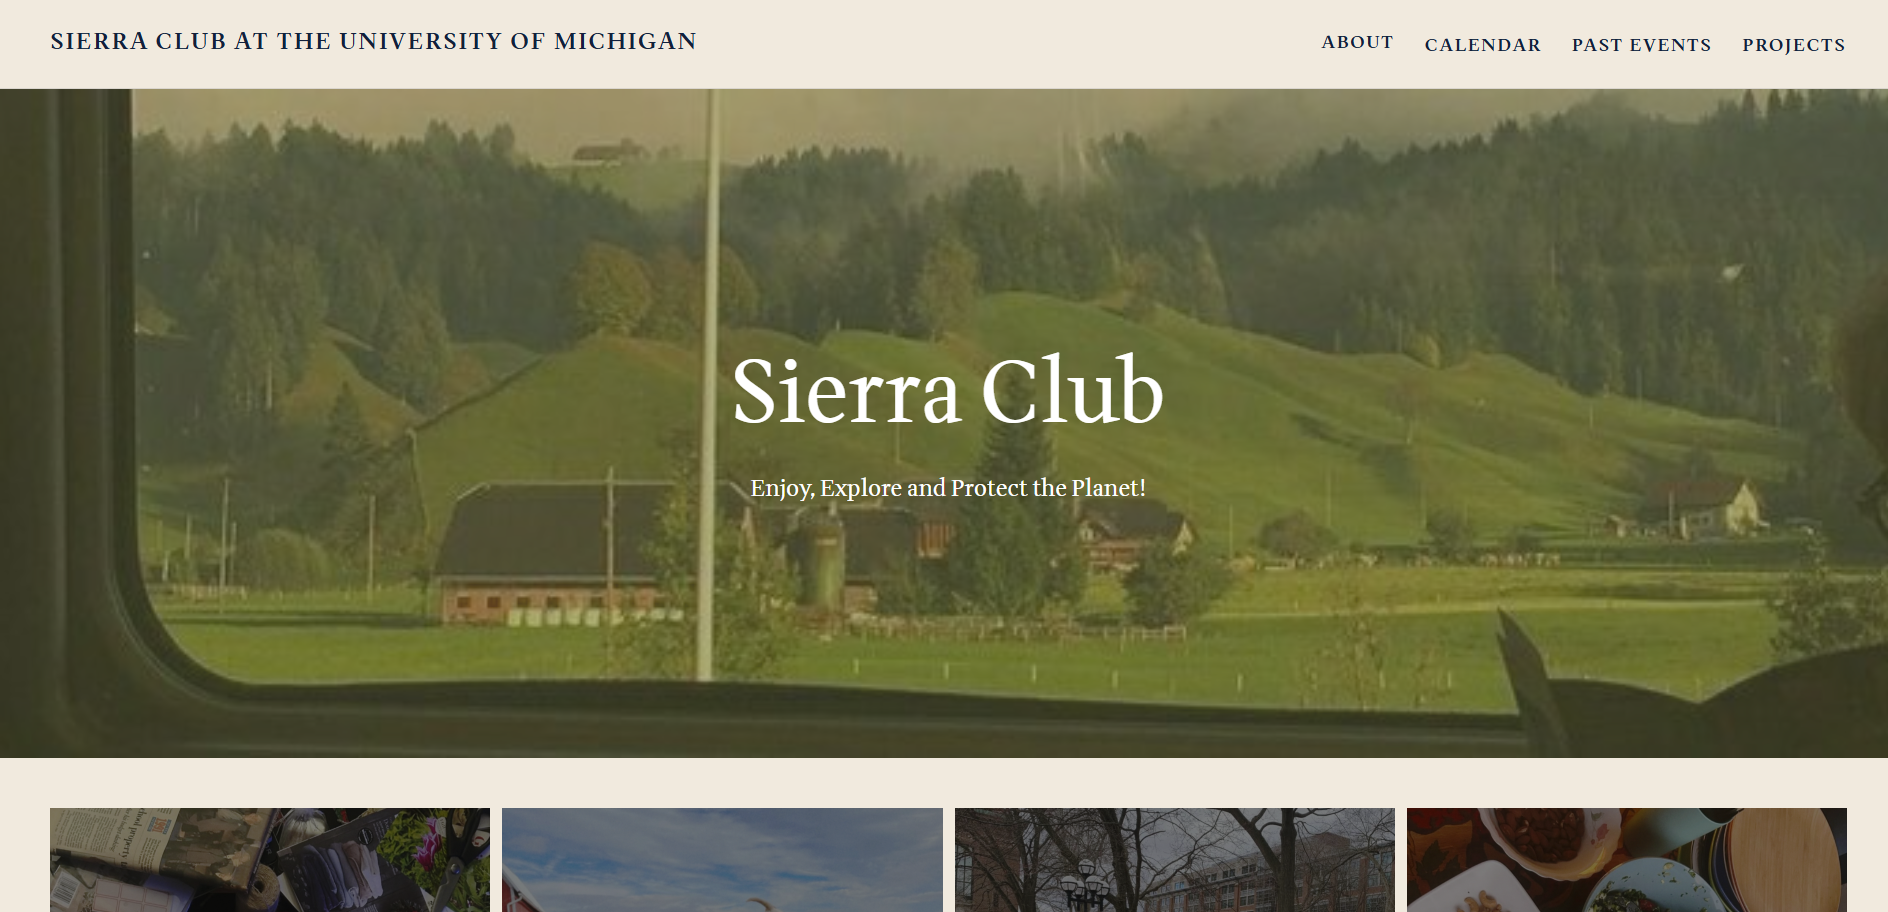 SIERRA CLUB AT THE UNIVERSITY OF MICHIGAN
ABOUT CALENDAR PAST EVENTS PROJECTS
Sierra Club
Enjoy, Explore and Protect the Planet!